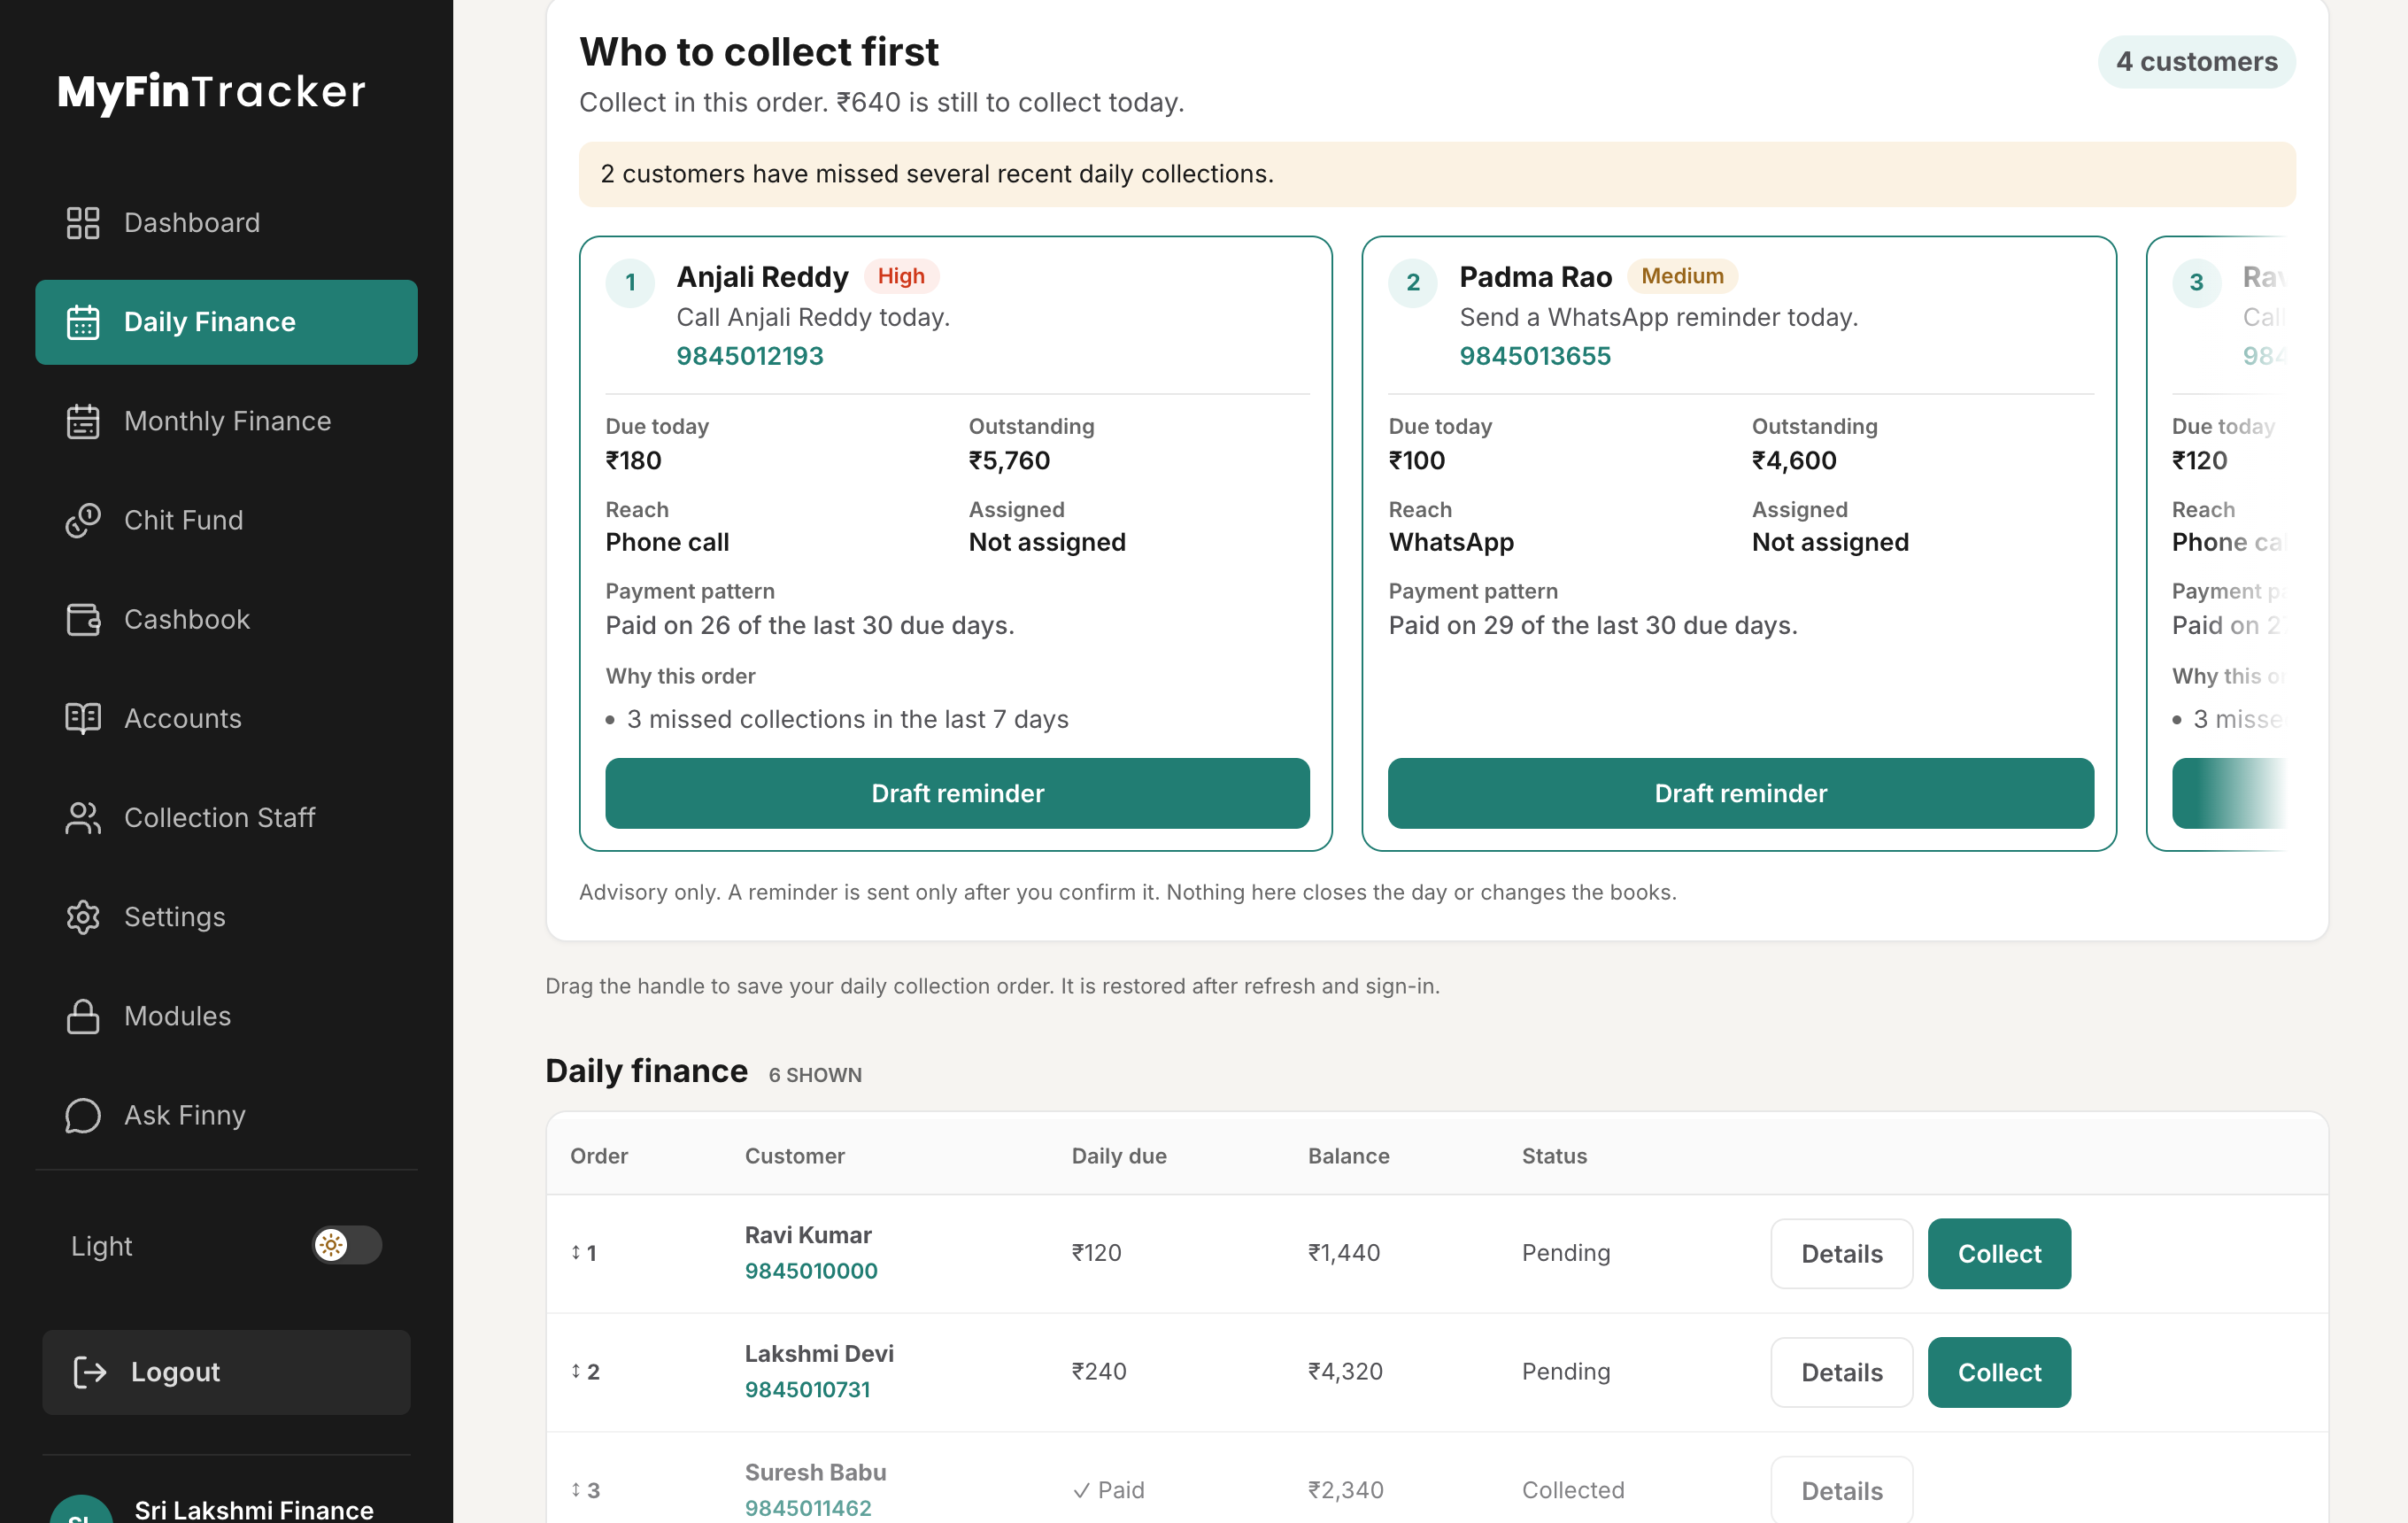 MyFinTracker
Dashboard
Daily Finance
Monthly Finance
Chit Fund
Cashbook
Accounts
Collection Staff
Settings
Modules
Ask Finny
Light
Logout
Sri Lakshmi Finance
Who to collect first
4 customers
Collect in this order. ₹640 is still to collect today.
2 customers have missed several recent daily collections.
1 Anjali Reddy High
Call Anjali Reddy today.
9845012193
Due today Outstanding
₹180 ₹5,760
Reach Assigned
Phone call Not assigned
Payment pattern
Paid on 26 of the last 30 due days.
Why this order
• 3 missed collections in the last 7 days
Draft reminder
2 Padma Rao Medium
Send a WhatsApp reminder today.
9845013655
Due today Outstanding
₹100 ₹4,600
Reach Assigned
WhatsApp Not assigned
Payment pattern
Paid on 29 of the last 30 due days.
Draft reminder
3
Due today
₹120
Reach
Phone
Payment
Paid on
Why this
• 3
Advisory only. A reminder is sent only after you confirm it. Nothing here closes the day or changes the books.
Drag the handle to save your daily collection order. It is restored after refresh and sign-in.
Daily finance 6 SHOWN
Order Customer Daily due Balance Status
↕ 1 Ravi Kumar ₹120 ₹1,440 Pending Details Collect
9845010000
↕ 2 Lakshmi Devi ₹240 ₹4,320 Pending Details Collect
9845010731
↕ 3 Suresh Babu ✓ Paid ₹2,340 Collected Details
9845011462